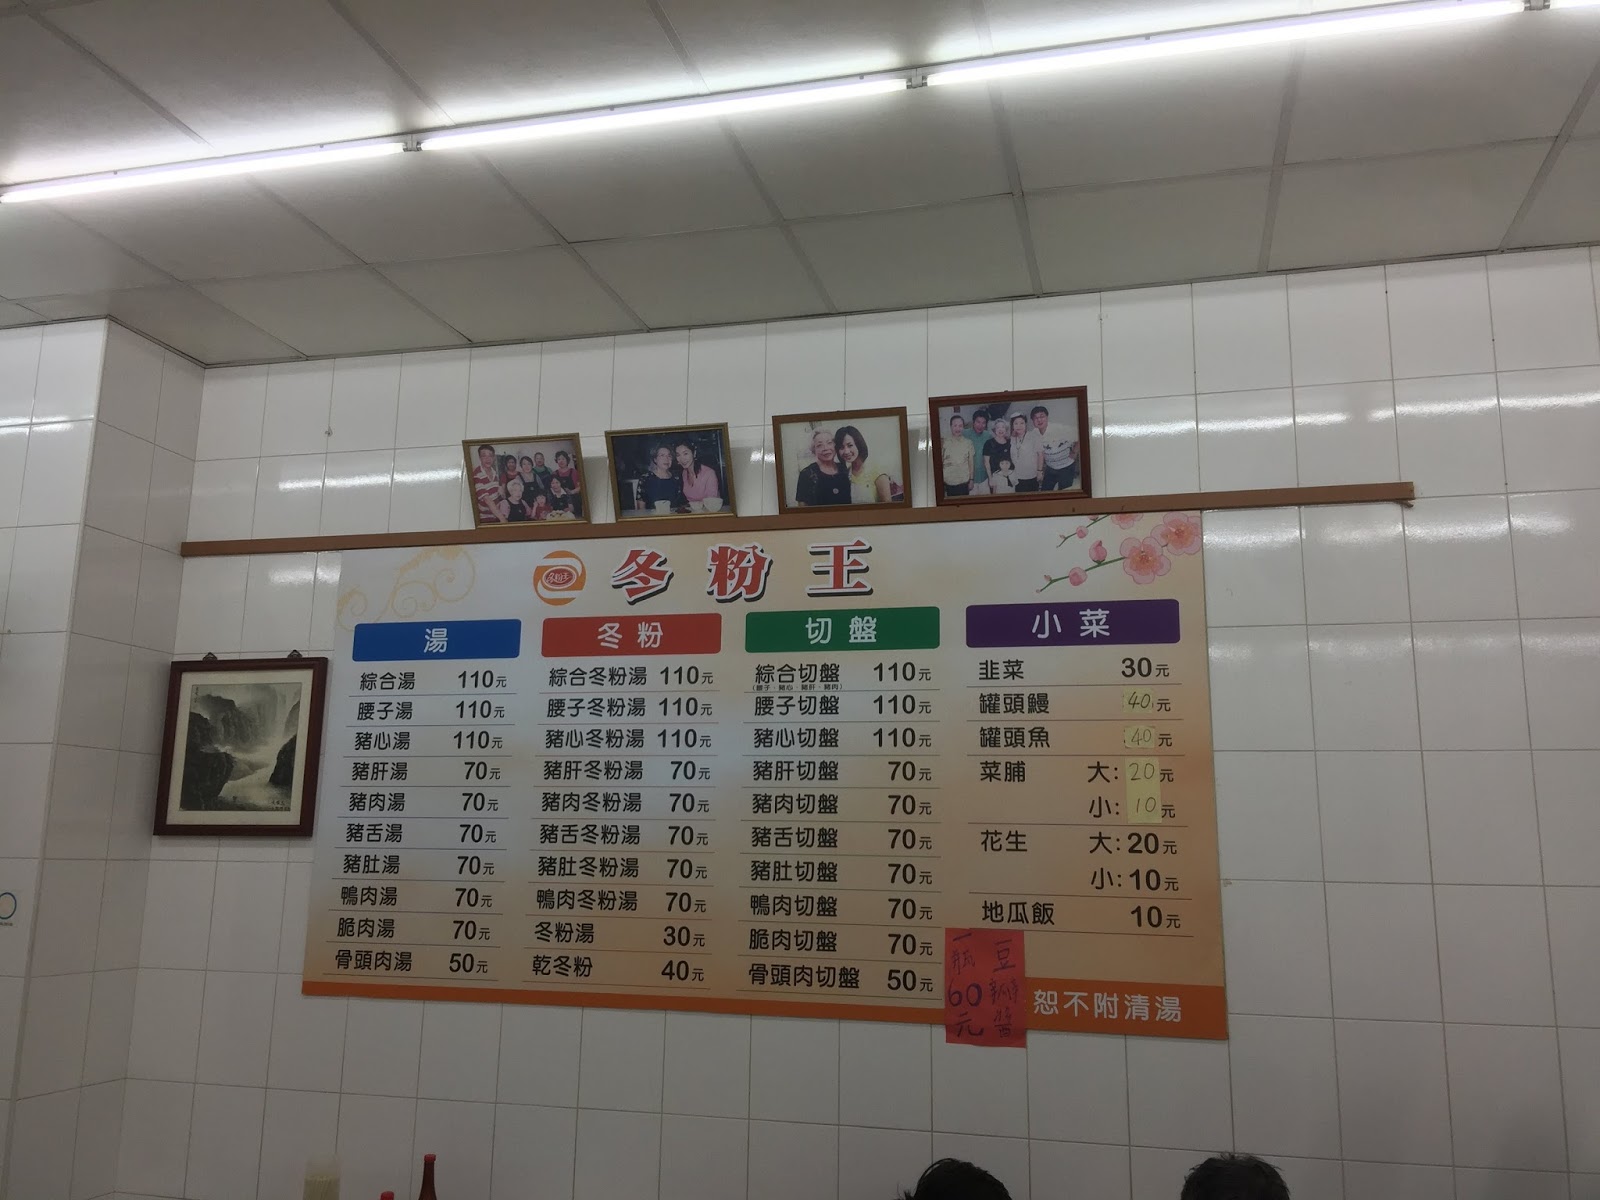 冬粉王
湯
綜合湯 110元
腰子湯 110元
豬心湯 110元
豬肝湯 70元
豬肉湯 70元
豬舌湯 70元
豬肚湯 70元
鴨肉湯 70元
脆肉湯 70元
骨頭肉湯 50元
冬粉
綜合冬粉湯 110元
腰子冬粉湯 110元
豬心冬粉湯 110元
豬肝冬粉湯 70元
豬肉冬粉湯 70元
豬舌冬粉湯 70元
豬肚冬粉湯 70元
鴨肉冬粉湯 70元
冬粉湯 30元
乾冬粉 40元
切盤
綜合切盤 110元
(腰子、豬心、豬肝、豬肉)
腰子切盤 110元
豬心切盤 110元
豬肝切盤 70元
豬肉切盤 70元
豬舌切盤 70元
豬肚切盤 70元
鴨肉切盤 70元
脆肉切盤 70元
骨頭肉切盤 50元
小菜
韭菜 30元
罐頭鰻 40元
罐頭魚 40元
菜脯 大:20元
小:10元
花生 大:20元
小:10元
地瓜飯 10元
豆瓣醬
一瓶60元
恕不附清湯